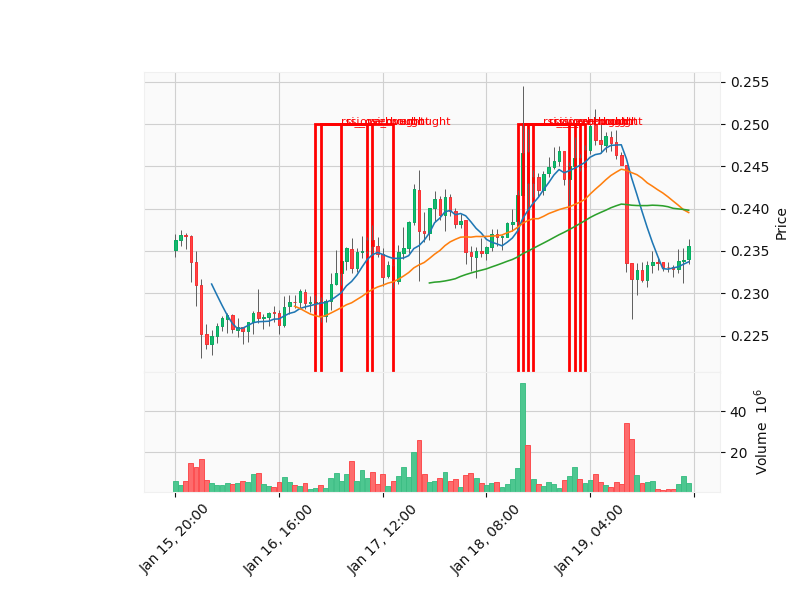 0.255
0.250
0.245
0.240
0.235
0.230
0.225
Price
40
20
Volume 10^6
Jan 15, 20:00
Jan 16, 16:00
Jan 17, 12:00
Jan 18, 08:00
Jan 19, 04:00